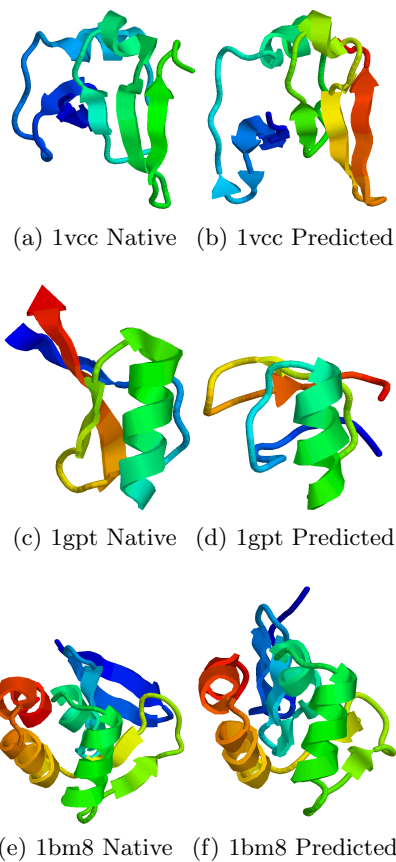 (a) 1vcc Native (b) 1vcc Predicted
(c) 1gpt Native (d) 1gpt Predicted
(e) 1bm8 Native (f) 1bm8 Predicted